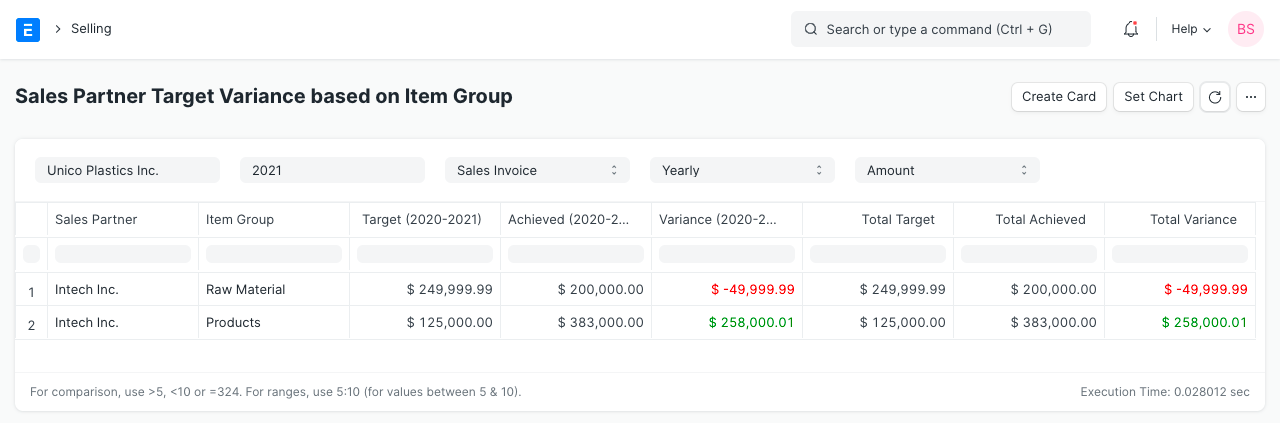 E > Selling Search or type a command (Ctrl + G) Help BS
Sales Partner Target Variance based on Item Group Create Card Set Chart ...
Unico Plastics Inc. 2021 Sales Invoice Yearly Amount
Sales Partner Item Group Target (2020-2021) Achieved (2020-2... Variance (2020-2... Total Target Total Achieved Total Variance
1 Intech Inc. Raw Material $ 249,999.99 $ 200,000.00 $ -49,999.99 $ 249,999.99 $ 200,000.00 $ -49,999.99
2 Intech Inc. Products $ 125,000.00 $ 383,000.00 $ 258,000.01 $ 125,000.00 $ 383,000.00 $ 258,000.01
For comparison, use >5, <10 or =324. For ranges, use 5:10 (for values between 5 & 10). Execution Time: 0.028012 sec